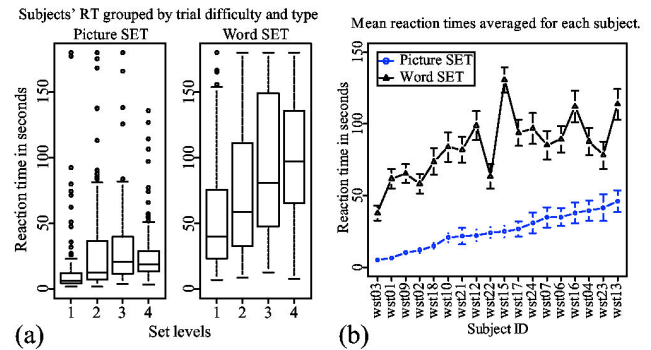 Subjects' RT grouped by trial difficulty and type
Picture SET
Word SET
Reaction time in seconds
0
50
100
150
1 2 3 4
1 2 3 4
Set levels
(a)
Mean reaction times averaged for each subject.
Picture SET
Word SET
Reaction time in seconds
0
50
100
150
wst03
wst01
wst09
wst02
wst18
wst10
wst21
wst12
wst22
wst15
wst17
wst24
wst07
wst06
wst16
wst04
wst23
wst13
Subject ID
(b)